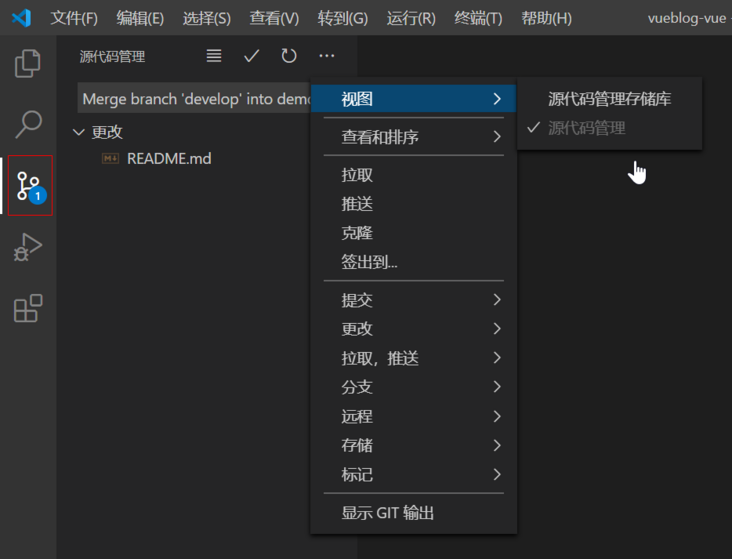 文件(F) 编辑(E) 选择(S) 查看(V) 转到(G) 运行(R) 终端(T) 帮助(H) vueblog-vue
源代码管理
Merge branch 'develop' into demo
更改
README.md
1
视图
查看和排序
拉取
推送
克隆
签出到...
提交
更改
拉取，推送
分支
远程
存储
标记
显示 GIT 输出
源代码管理存储库
源代码管理